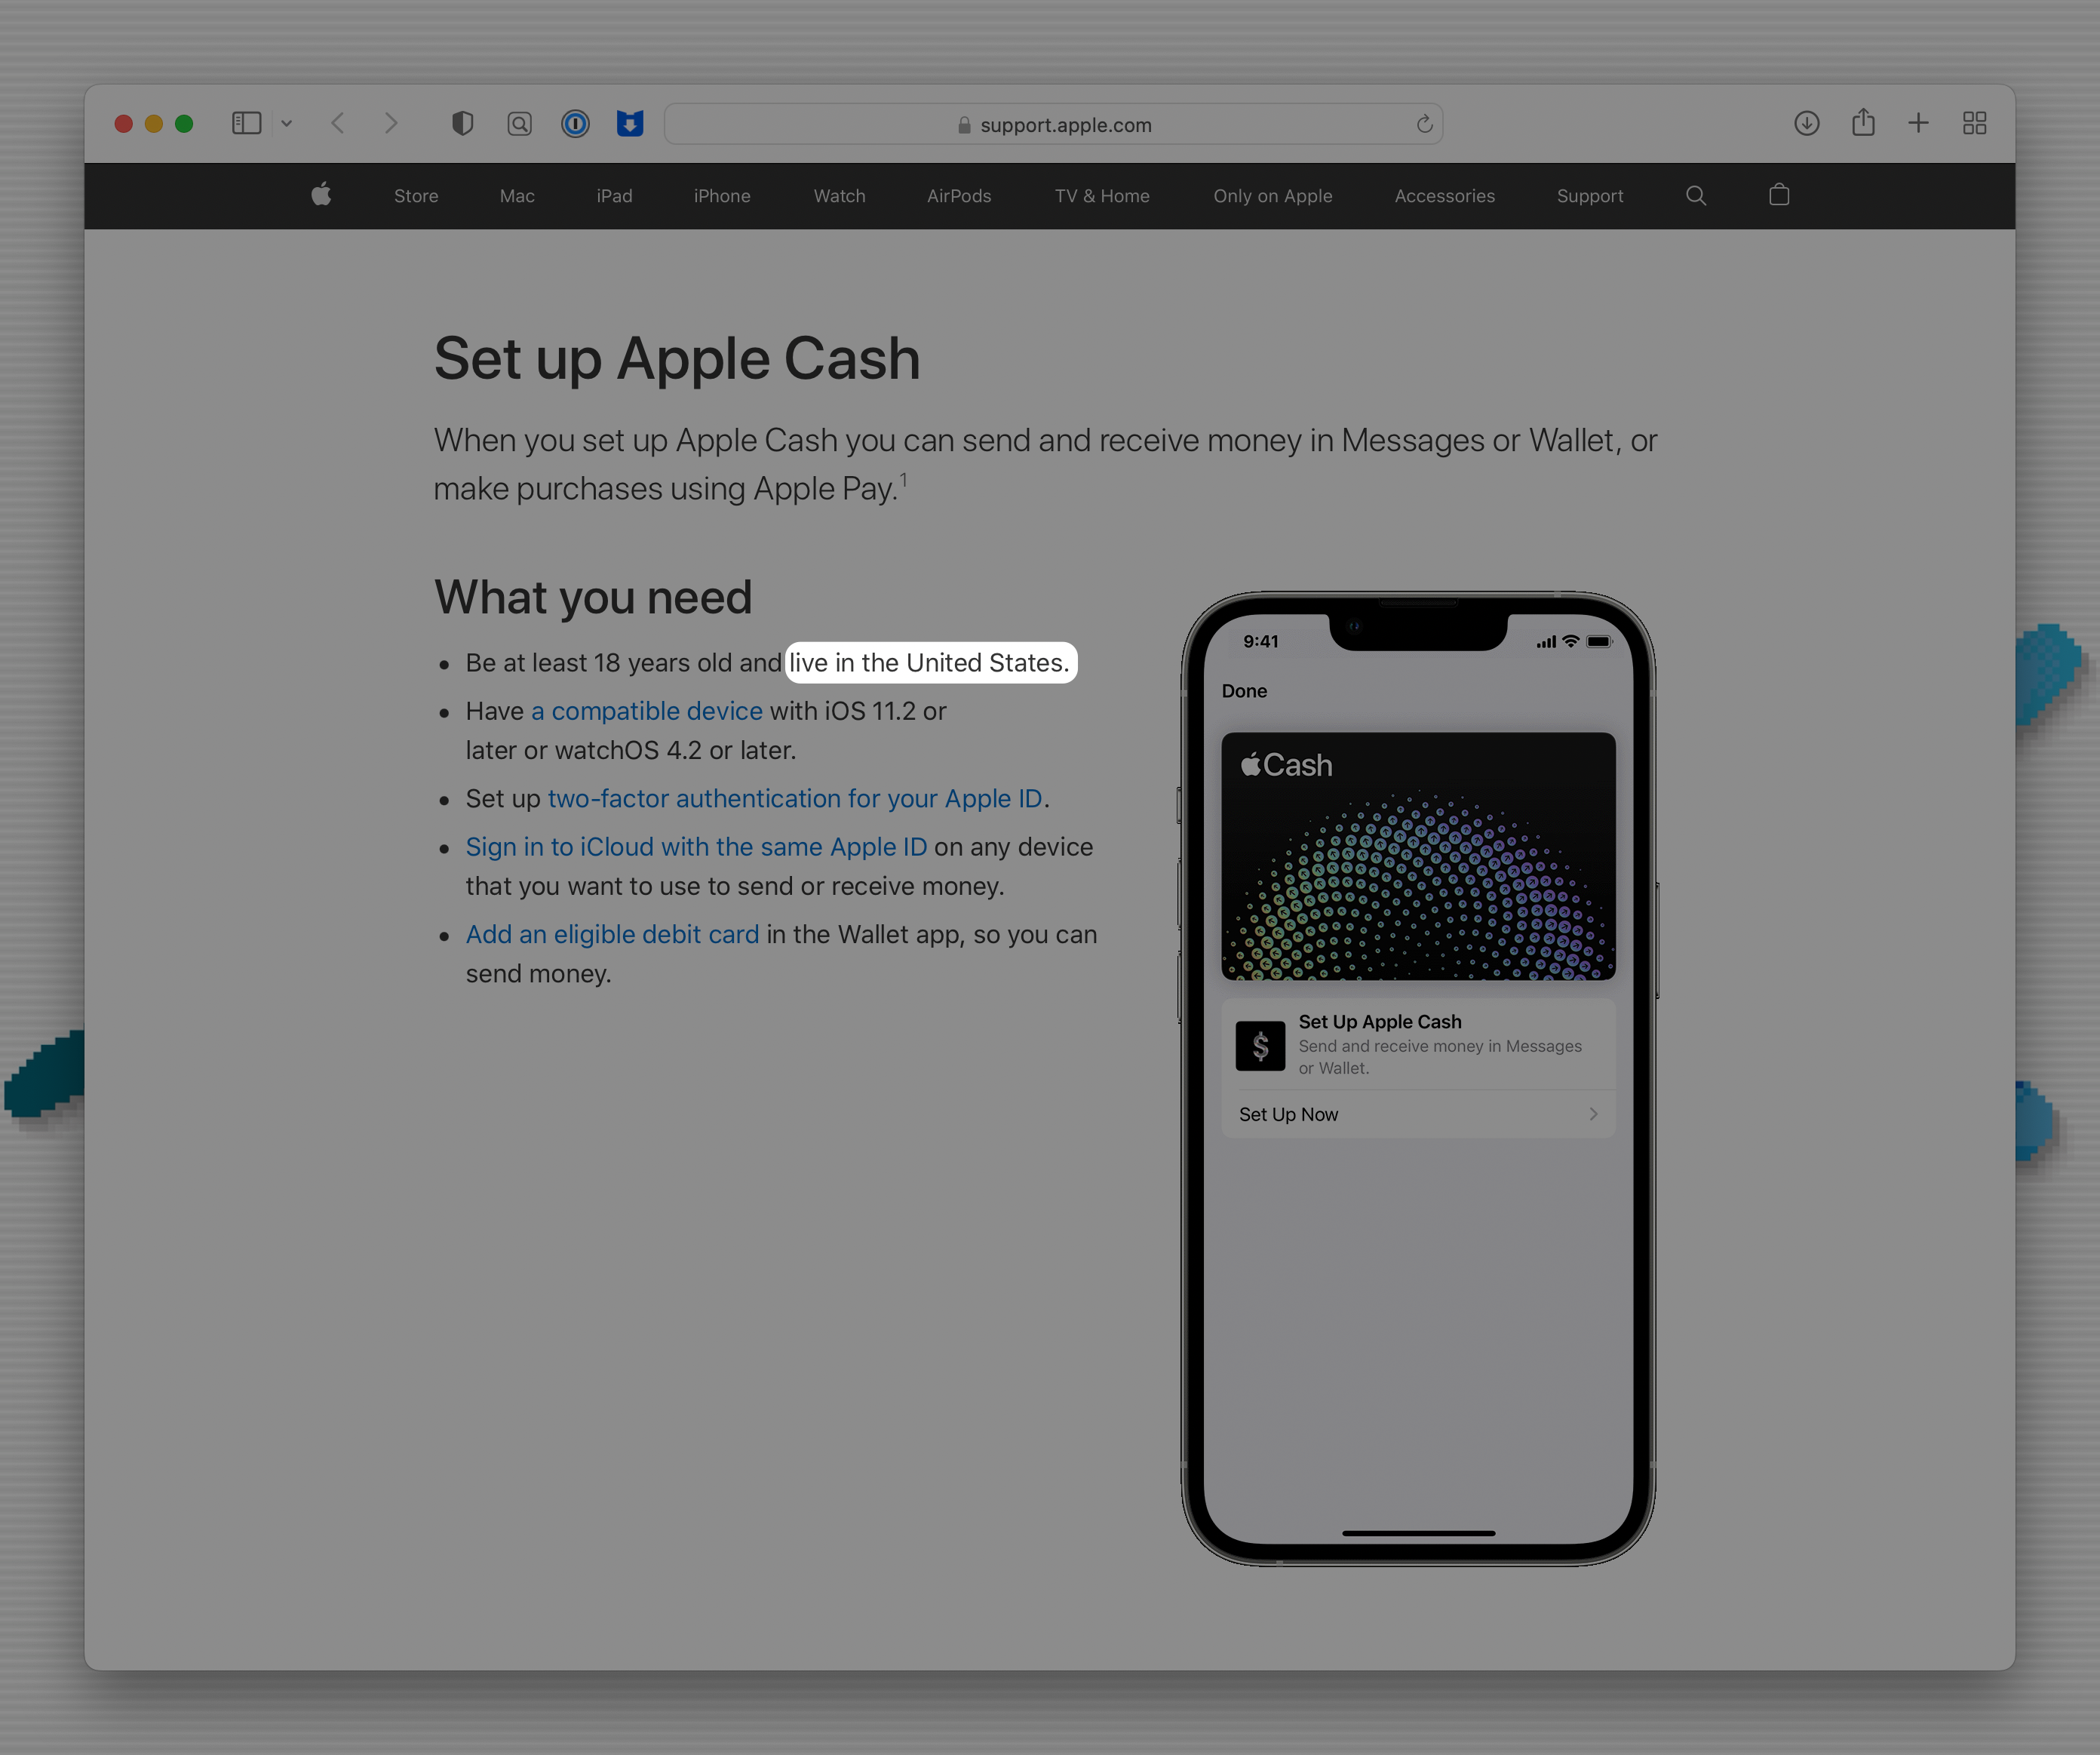 support.apple.com
Store Mac iPad iPhone Watch AirPods TV & Home Only on Apple Accessories Support
Set up Apple Cash
When you set up Apple Cash you can send and receive money in Messages or Wallet, or
make purchases using Apple Pay.1
What you need
• Be at least 18 years old and live in the United States.
• Have a compatible device with iOS 11.2 or
later or watchOS 4.2 or later.
• Set up two-factor authentication for your Apple ID.
• Sign in to iCloud with the same Apple ID on any device
that you want to use to send or receive money.
• Add an eligible debit card in the Wallet app, so you can
send money.
9:41
Done
Cash
$
Set Up Apple Cash
Send and receive money in Messages
or Wallet.
Set Up Now